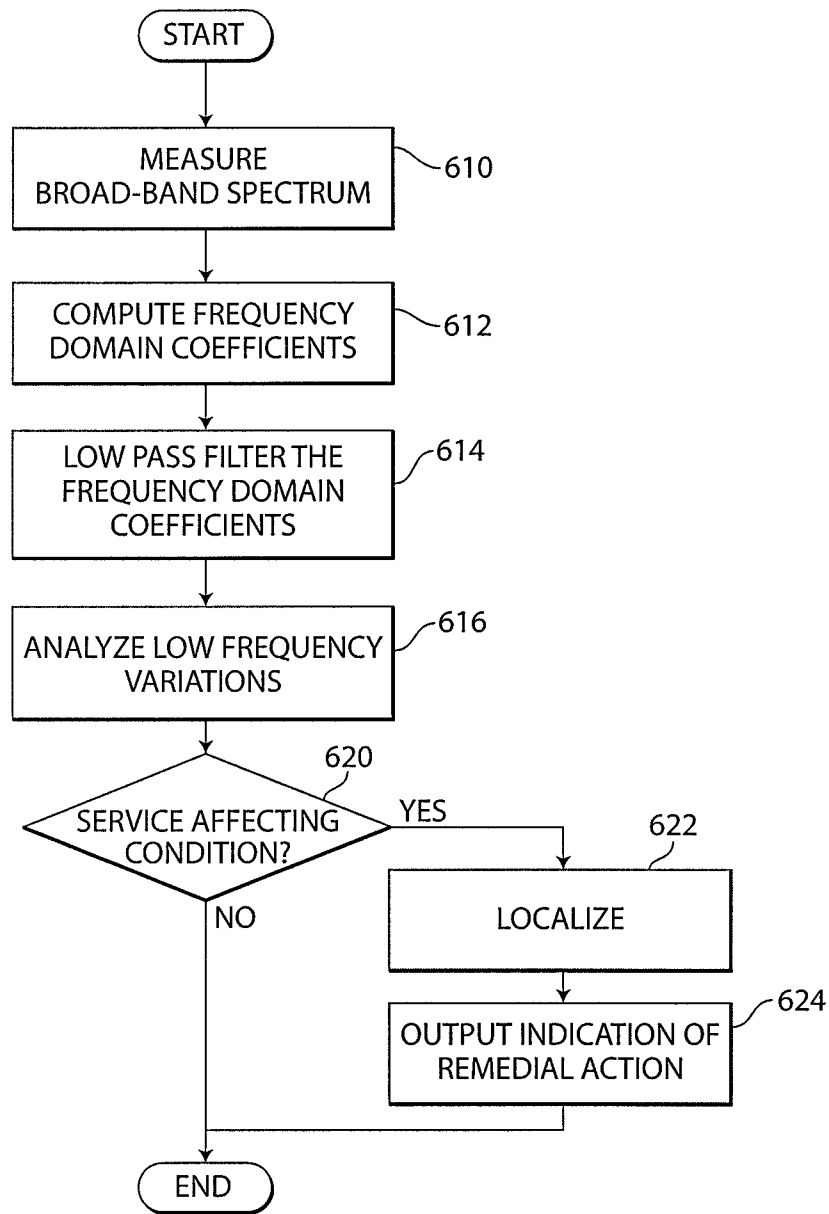 START
MEASURE
BROAD-BAND SPECTRUM
610
COMPUTE FREQUENCY
DOMAIN COEFFICIENTS
612
LOW PASS FILTER THE
FREQUENCY DOMAIN
COEFFICIENTS
614
ANALYZE LOW FREQUENCY
VARIATIONS
616
SERVICE AFFECTING
CONDITION?
620
YES
NO
LOCALIZE
622
OUTPUT INDICATION OF
REMEDIAL ACTION
624
END